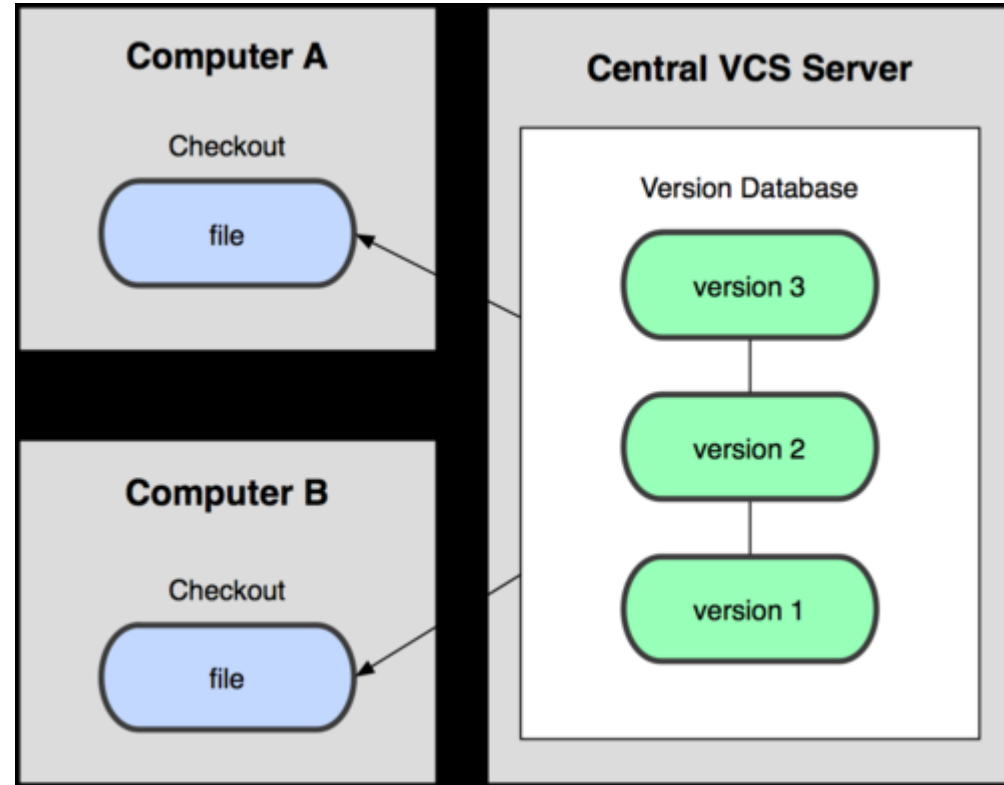 Computer A
Checkout
file
Computer B
Checkout
file
Central VCS Server
Version Database
version 3
version 2
version 1